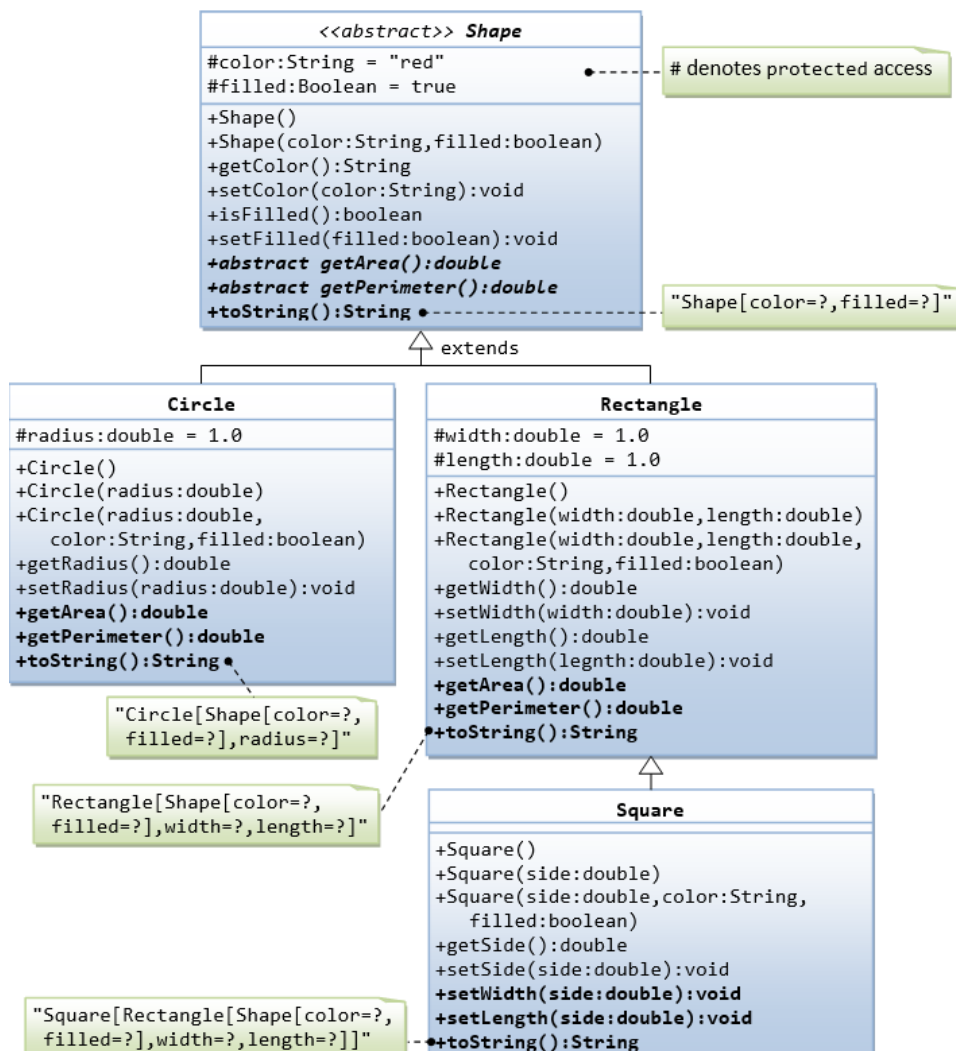 <<abstract>> Shape
#color:String = "red"
#filled:Boolean = true
# denotes protected access
+Shape()
+Shape(color:String,filled:boolean)
+getColor():String
+setColor(color:String):void
+isFilled():boolean
+setFilled(filled:boolean):void
+abstract getArea():double
+abstract getPerimeter():double
+toString():String
"Shape[color=?,filled=?]"
extends
Circle
#radius:double = 1.0
+Circle()
+Circle(radius:double)
+Circle(radius:double,
color:String,filled:boolean)
+getRadius():double
+setRadius(radius:double):void
+getArea():double
+getPerimeter():double
+toString():String
"Circle[Shape[color=?,
filled=?],radius=?]"
Rectangle
#width:double = 1.0
#length:double = 1.0
+Rectangle()
+Rectangle(width:double,length:double)
+Rectangle(width:double,length:double,
color:String,filled:boolean)
+getWidth():double
+setWidth(width:double):void
+getLength():double
+setLength(legnth:double):void
+getArea():double
+getPerimeter():double
+toString():String
"Rectangle[Shape[color=?,
filled=?],width=?,length=?]"
Square
+Square()
+Square(side:double)
+Square(side:double,color:String,
filled:boolean)
+getSide():double
+setSide(side:double):void
+setWidth(side:double):void
+setLength(side:double):void
+toString():String
"Square[Rectangle[Shape[color=?,
filled=?],width=?,length=?]]"